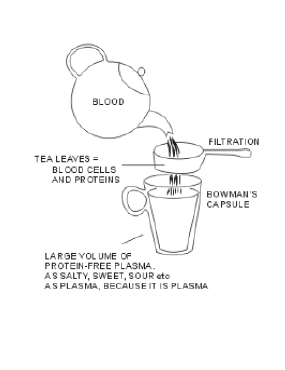 BLOOD
FILTRATION
TEA LEAVES =
BLOOD CELLS
AND PROTEINS
BOWMAN'S
CAPSULE
LARGE VOLUME OF
PROTEIN-FREE PLASMA.
AS SALTY, SWEET, SOUR etc
AS PLASMA, BECAUSE IT IS PLASMA